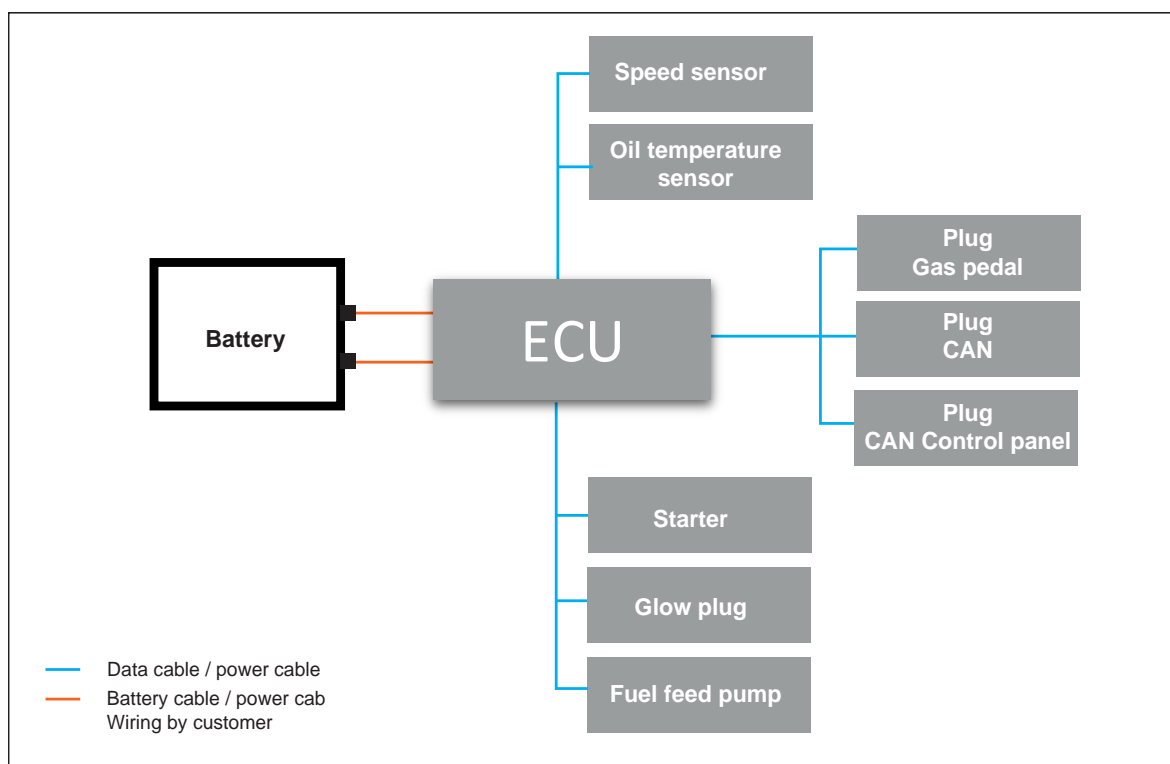 Speed sensor
Oil temperature
sensor
Plug
Gas pedal
Battery
ECU
Plug
CAN
Plug
CAN Control panel
Starter
Glow plug
Fuel feed pump
Data cable / power cable
Battery cable / power cab
Wiring by customer